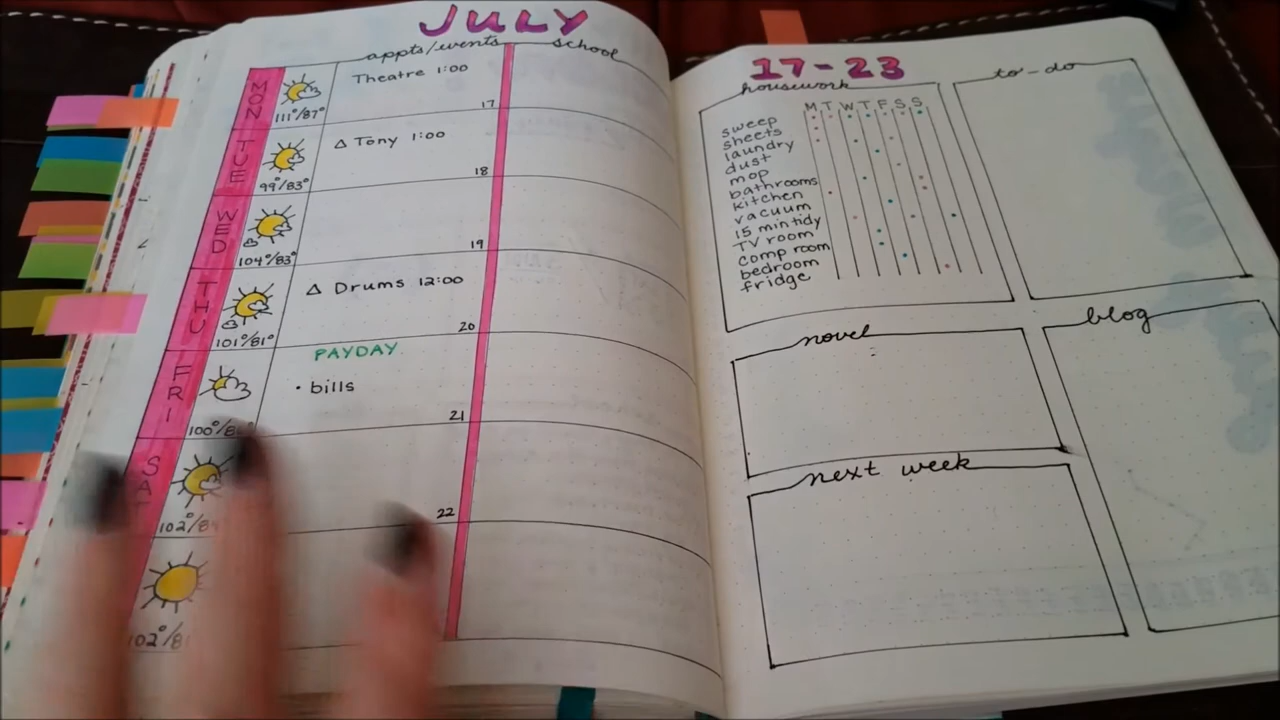 JULY
appts/events
school
MON
111°/87°
Theatre 1:00
17
TUE
99°/83°
Δ Tony 1:00
18
WED
104°/83°
19
THU
101°/81°
Δ Drums 12:00
20
FRI
PAYDAY
• bills
21
SAT
22
17-23
housework
M T W T F S S
sweep
sheets
laundry
dust
mop
bathrooms
kitchen
vacuum
15 min tidy
TV room
comp room
bedroom
fridge
to-do
novel
blog
next week